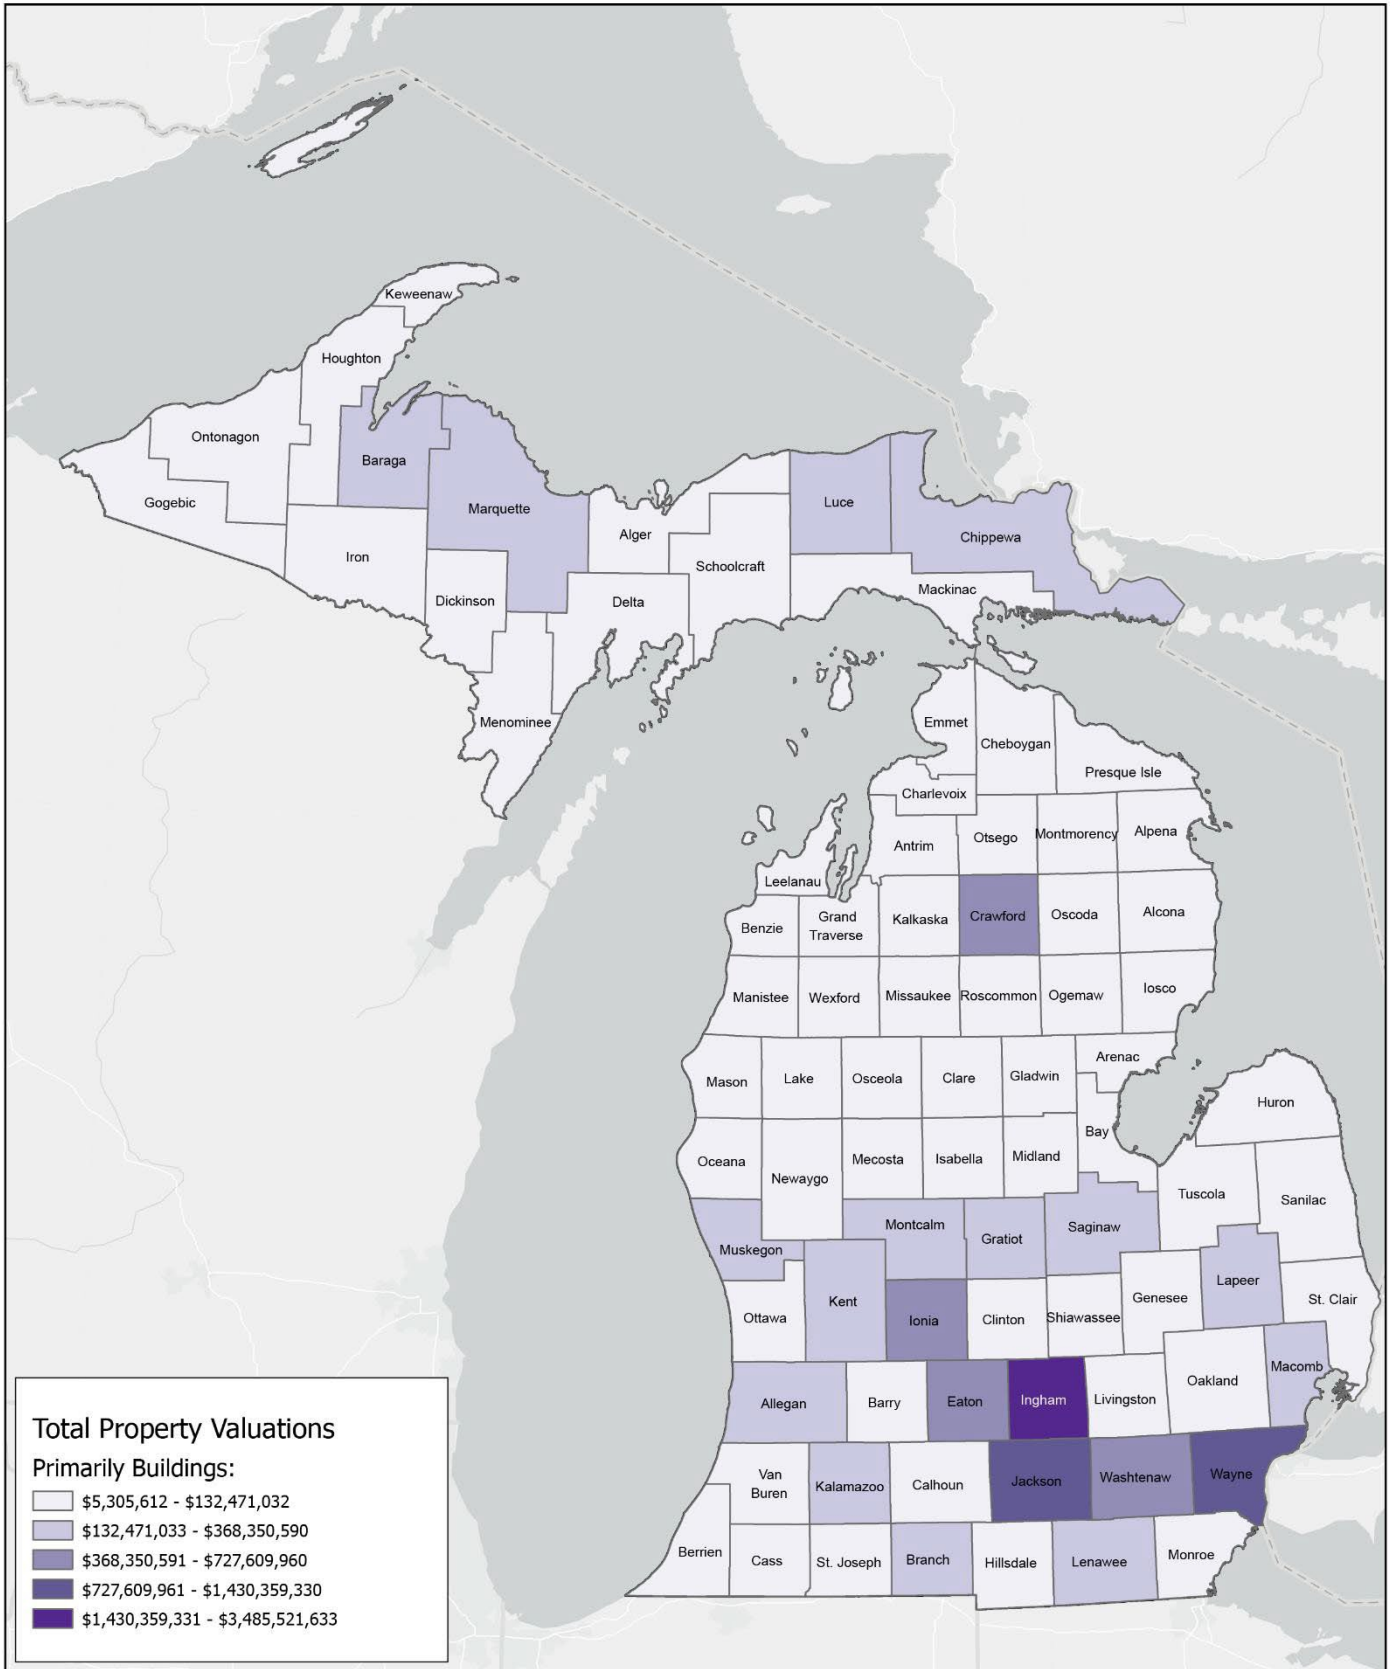 Keweenaw
Houghton
Ontonagon
Baraga
Gogebic
Marquette
Luce
Alger
Chippewa
Iron
Schoolcraft
Mackinac
Dickinson
Delta
Menominee
Emmet
Cheboygan
Presque Isle
Charlevoix
Antrim
Otsego
Montmorency
Alpena
Leelanau
Benzie
Grand
Traverse
Kalkaska
Crawford
Oscoda
Alcona
Manistee
Wexford
Missaukee
Roscommon
Ogemaw
Iosco
Arenac
Mason
Lake
Osceola
Clare
Gladwin
Huron
Bay
Oceana
Newaygo
Mecosta
Isabella
Midland
Tuscola
Sanilac
Muskegon
Montcalm
Gratiot
Saginaw
Lapeer
Ottawa
Kent
Ionia
Clinton
Shiawassee
Genesee
St. Clair
Allegan
Barry
Eaton
Ingham
Livingston
Oakland
Macomb
Van
Buren
Kalamazoo
Calhoun
Jackson
Washtenaw
Wayne
Berrien
Cass
St. Joseph
Branch
Hillsdale
Lenawee
Monroe
Total Property Valuations
Primarily Buildings:
$5,305,612 - $132,471,032
$132,471,033 - $368,350,590
$368,350,591 - $727,609,960
$727,609,961 - $1,430,359,330
$1,430,359,331 - $3,485,521,633